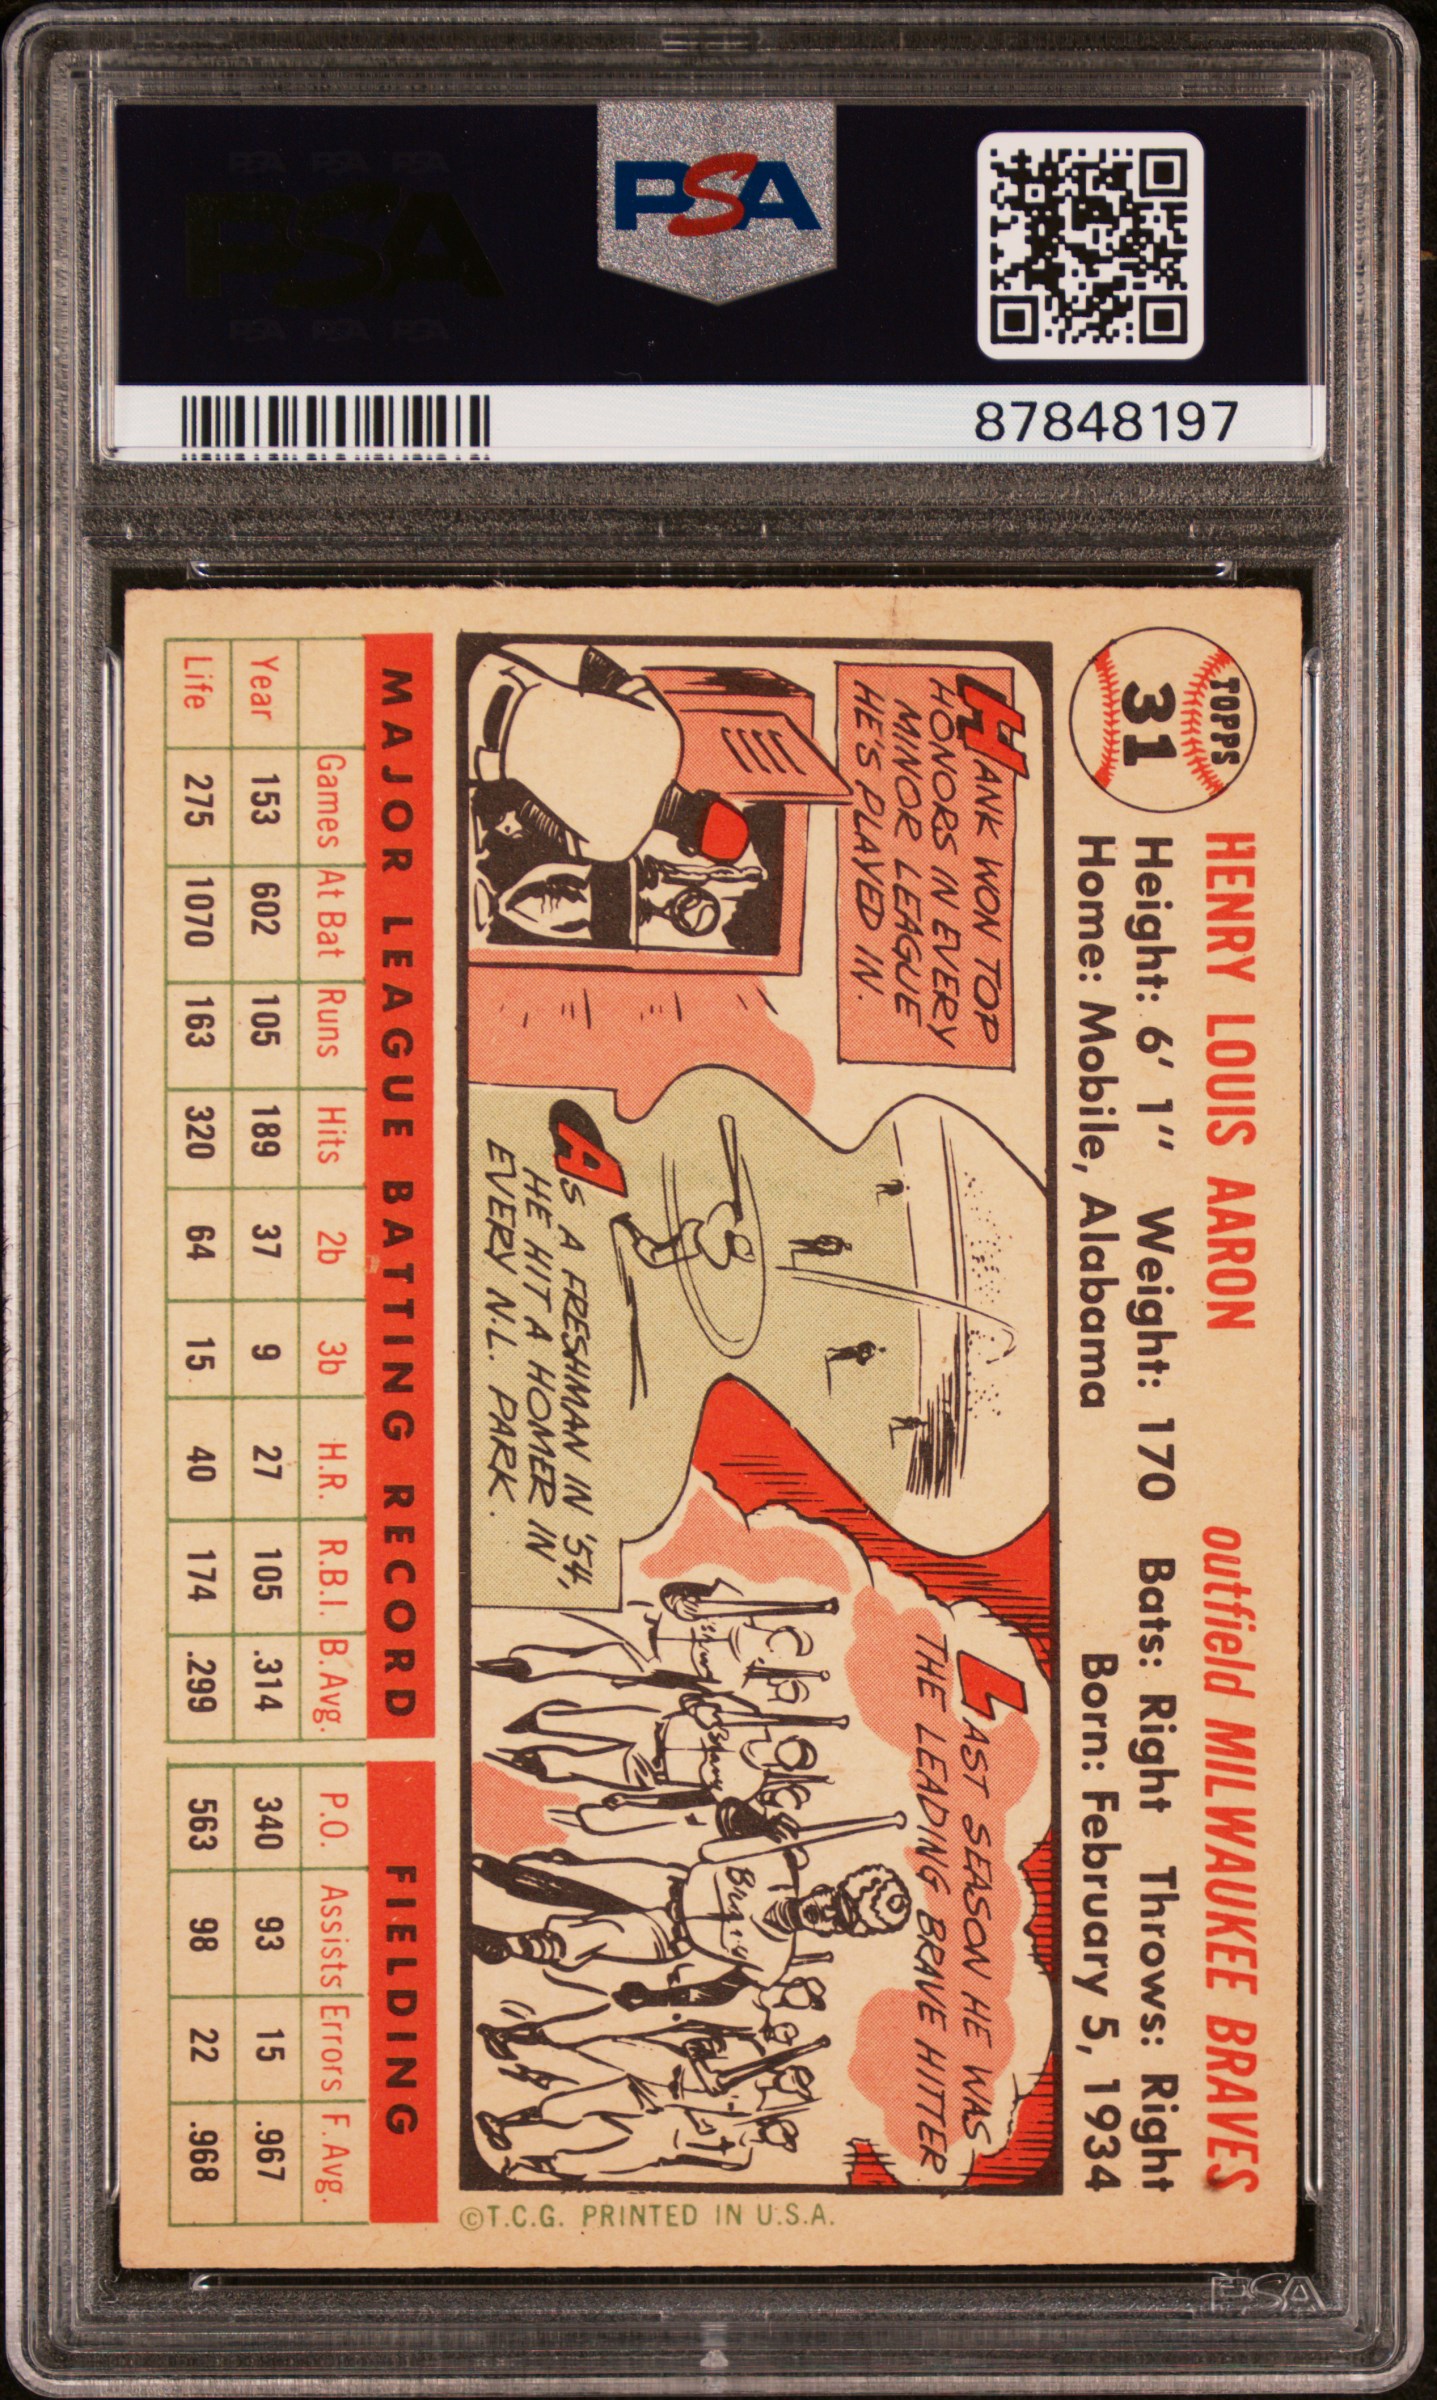 PSA
87848197
TOPPS
31
HENRY LOUIS AARON outfield MILWAUKEE BRAVES
Height: 6' 1" Weight: 170 Bats: Right Throws: Right
Home: Mobile, Alabama Born: February 5, 1934
HANK WON TOP
HONORS IN EVERY
MINOR LEAGUE
HE'S PLAYED IN.
AS A FRESHMAN IN '54,
HE HIT A HOMER IN
EVERY N.L. PARK.
LAST SEASON HE WAS
THE LEADING BRAVE HITTER
©T.C.G. PRINTED IN U.S.A.
MAJOR LEAGUE BATTING RECORD FIELDING
Games At Bat Runs Hits 2b 3b H.R. R.B.I. B. Avg. P.O. Assists Errors F. Avg.
Year 153 602 105 189 37 9 27 105 .314 340 93 15 .967
Life 275 1070 163 320 64 15 40 174 .299 563 98 22 .968
PSA